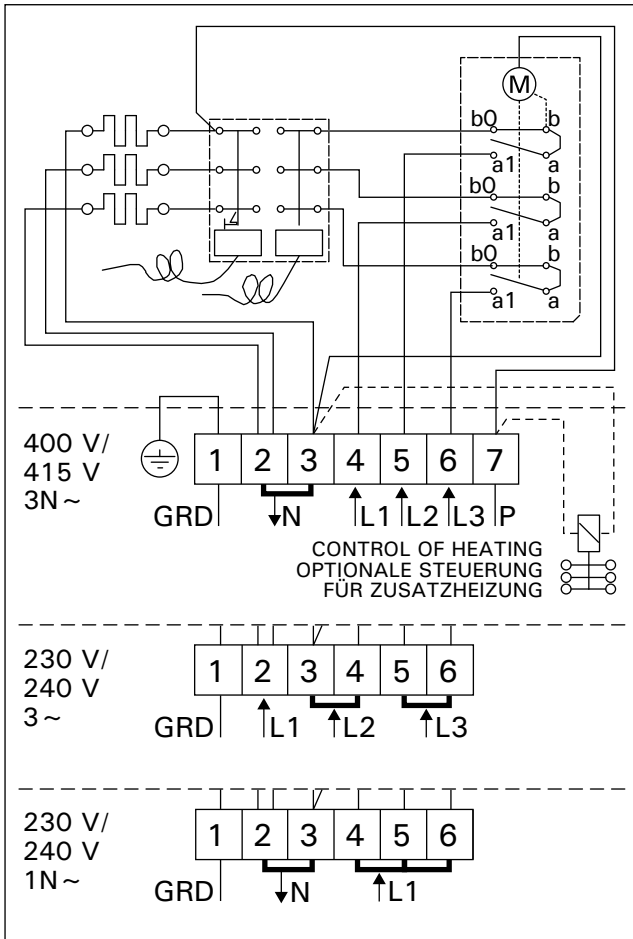 M
b0 b
a1 a
b0 b
a1 a
b0 b
a1 a
400 V/
415 V
3N ~
1 2 3 4 5 6 7
GRD N L1 L2 L3 P
CONTROL OF HEATING
OPTIONALE STEUERUNG
FÜR ZUSATZHEIZUNG
230 V/
240 V
3 ~
1 2 3 4 5 6
GRD L1 L2 L3
230 V/
240 V
1N ~
1 2 3 4 5 6
GRD N L1